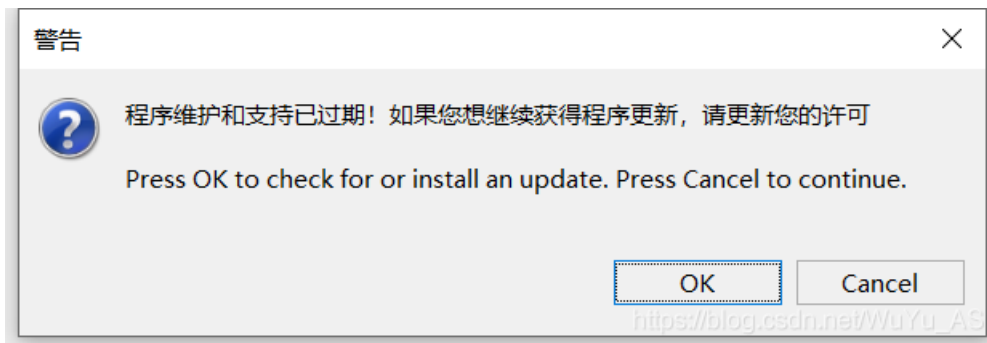 警告
程序维护和支持已过期！如果您想继续获得程序更新，请更新您的许可
Press OK to check for or install an update. Press Cancel to continue.
OK
Cancel
https://blog.csdn.net/WuYu_AS